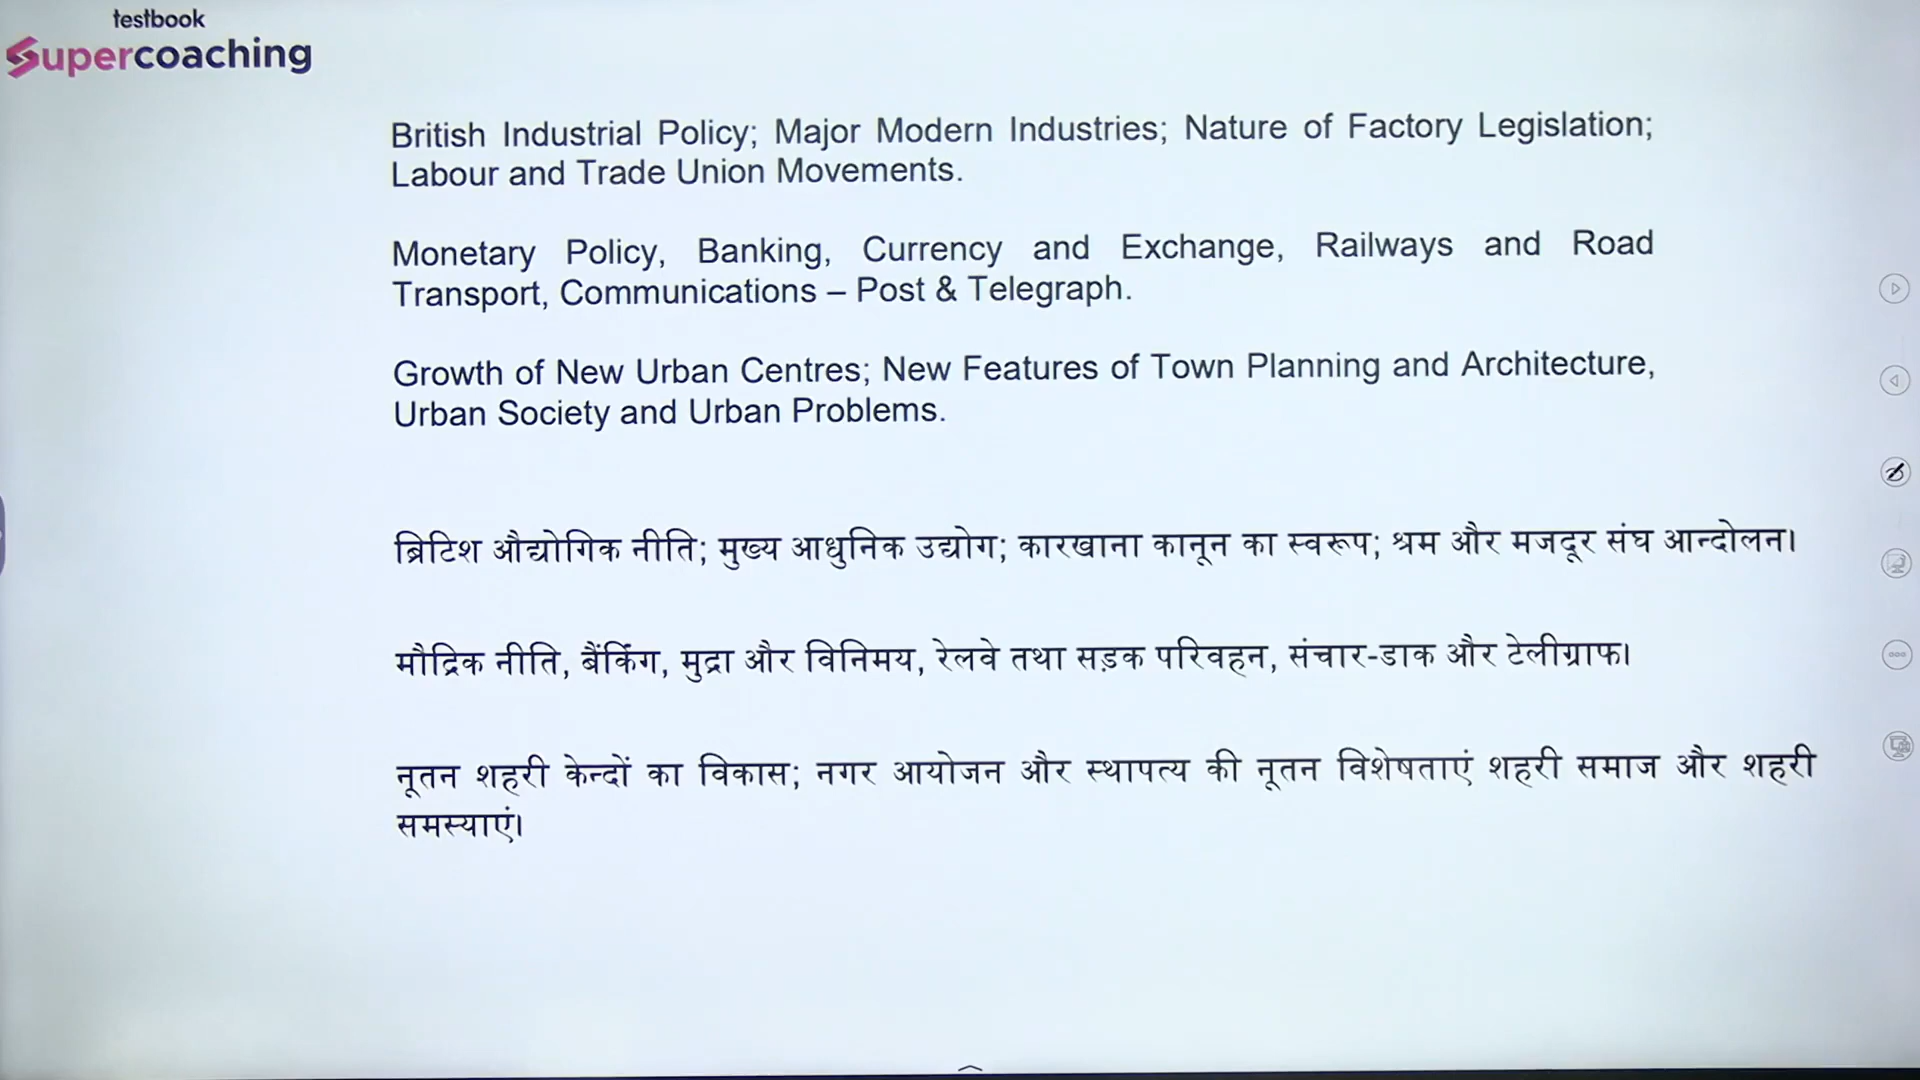 testbook
Supercoaching
British Industrial Policy; Major Modern Industries; Nature of Factory Legislation;
Labour and Trade Union Movements.
Monetary Policy, Banking, Currency and Exchange, Railways and Road
Transport, Communications – Post & Telegraph.
Growth of New Urban Centres; New Features of Town Planning and Architecture,
Urban Society and Urban Problems.
ब्रिटिश औद्योगिक नीति; मुख्य आधुनिक उद्योग; कारखाना कानून का स्वरूप; श्रम और मजदूर संघ आन्दोलन।
मौद्रिक नीति, बैंकिंग, मुद्रा और विनिमय, रेलवे तथा सड़क परिवहन, संचार-डाक और टेलीग्राफ।
नूतन शहरी केन्दों का विकास; नगर आयोजन और स्थापत्य की नूतन विशेषताएं शहरी समाज और शहरी
समस्याएं।